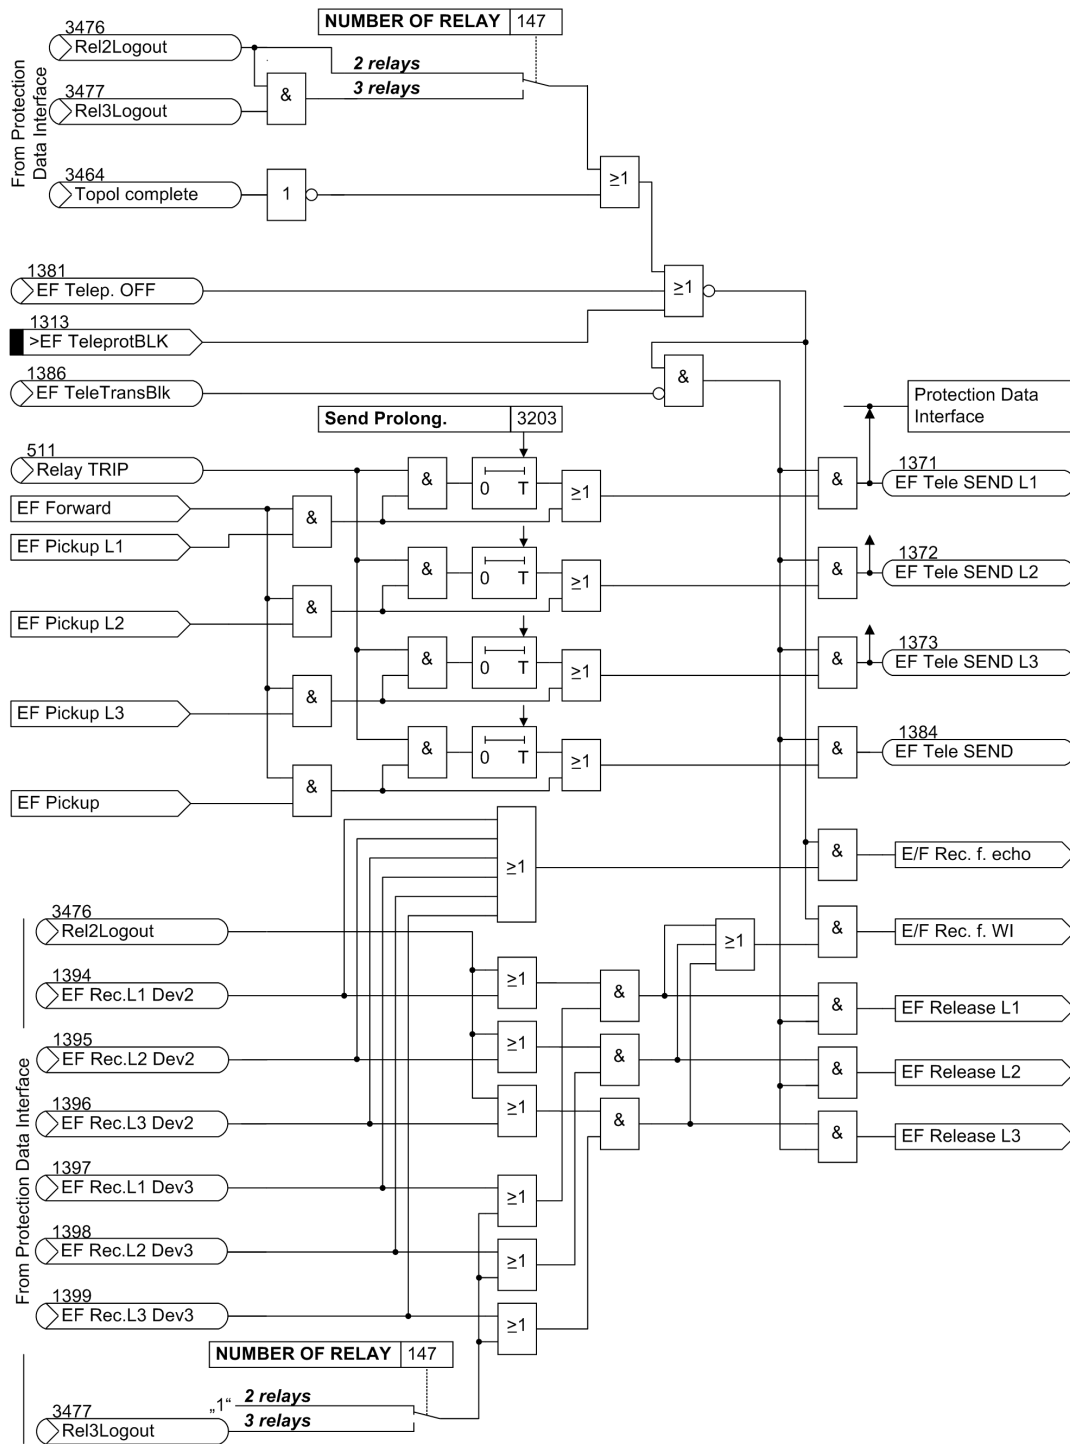 NUMBER OF RELAY 147
3476
Rel2Logout
2 relays
3 relays
&
3477
Rel3Logout
From Protection
Data Interface
3464
Topol complete
1
≥1
1381
EF Telep. OFF
≥1
1313
>EF TeleprotBLK
1386
EF TeleTransBlk
&
Protection Data
Interface
Send Prolong. 3203
511
Relay TRIP
&
0 T
≥1
&
1371
EF Tele SEND L1
EF Forward
&
EF Pickup L1
&
0 T
≥1
&
1372
EF Tele SEND L2
&
EF Pickup L2
&
0 T
≥1
&
1373
EF Tele SEND L3
&
EF Pickup L3
&
0 T
≥1
&
1384
EF Tele SEND
&
EF Pickup
≥1
&
E/F Rec. f. echo
3476
Rel2Logout
≥1
&
E/F Rec. f. WI
1394
EF Rec.L1 Dev2
≥1
&
&
EF Release L1
1395
EF Rec.L2 Dev2
≥1
&
&
EF Release L2
1396
EF Rec.L3 Dev2
≥1
&
&
EF Release L3
From Protection Data Interface
1397
EF Rec.L1 Dev3
≥1
1398
EF Rec.L2 Dev3
≥1
1399
EF Rec.L3 Dev3
≥1
NUMBER OF RELAY 147
„1“
2 relays
3 relays
3477
Rel3Logout